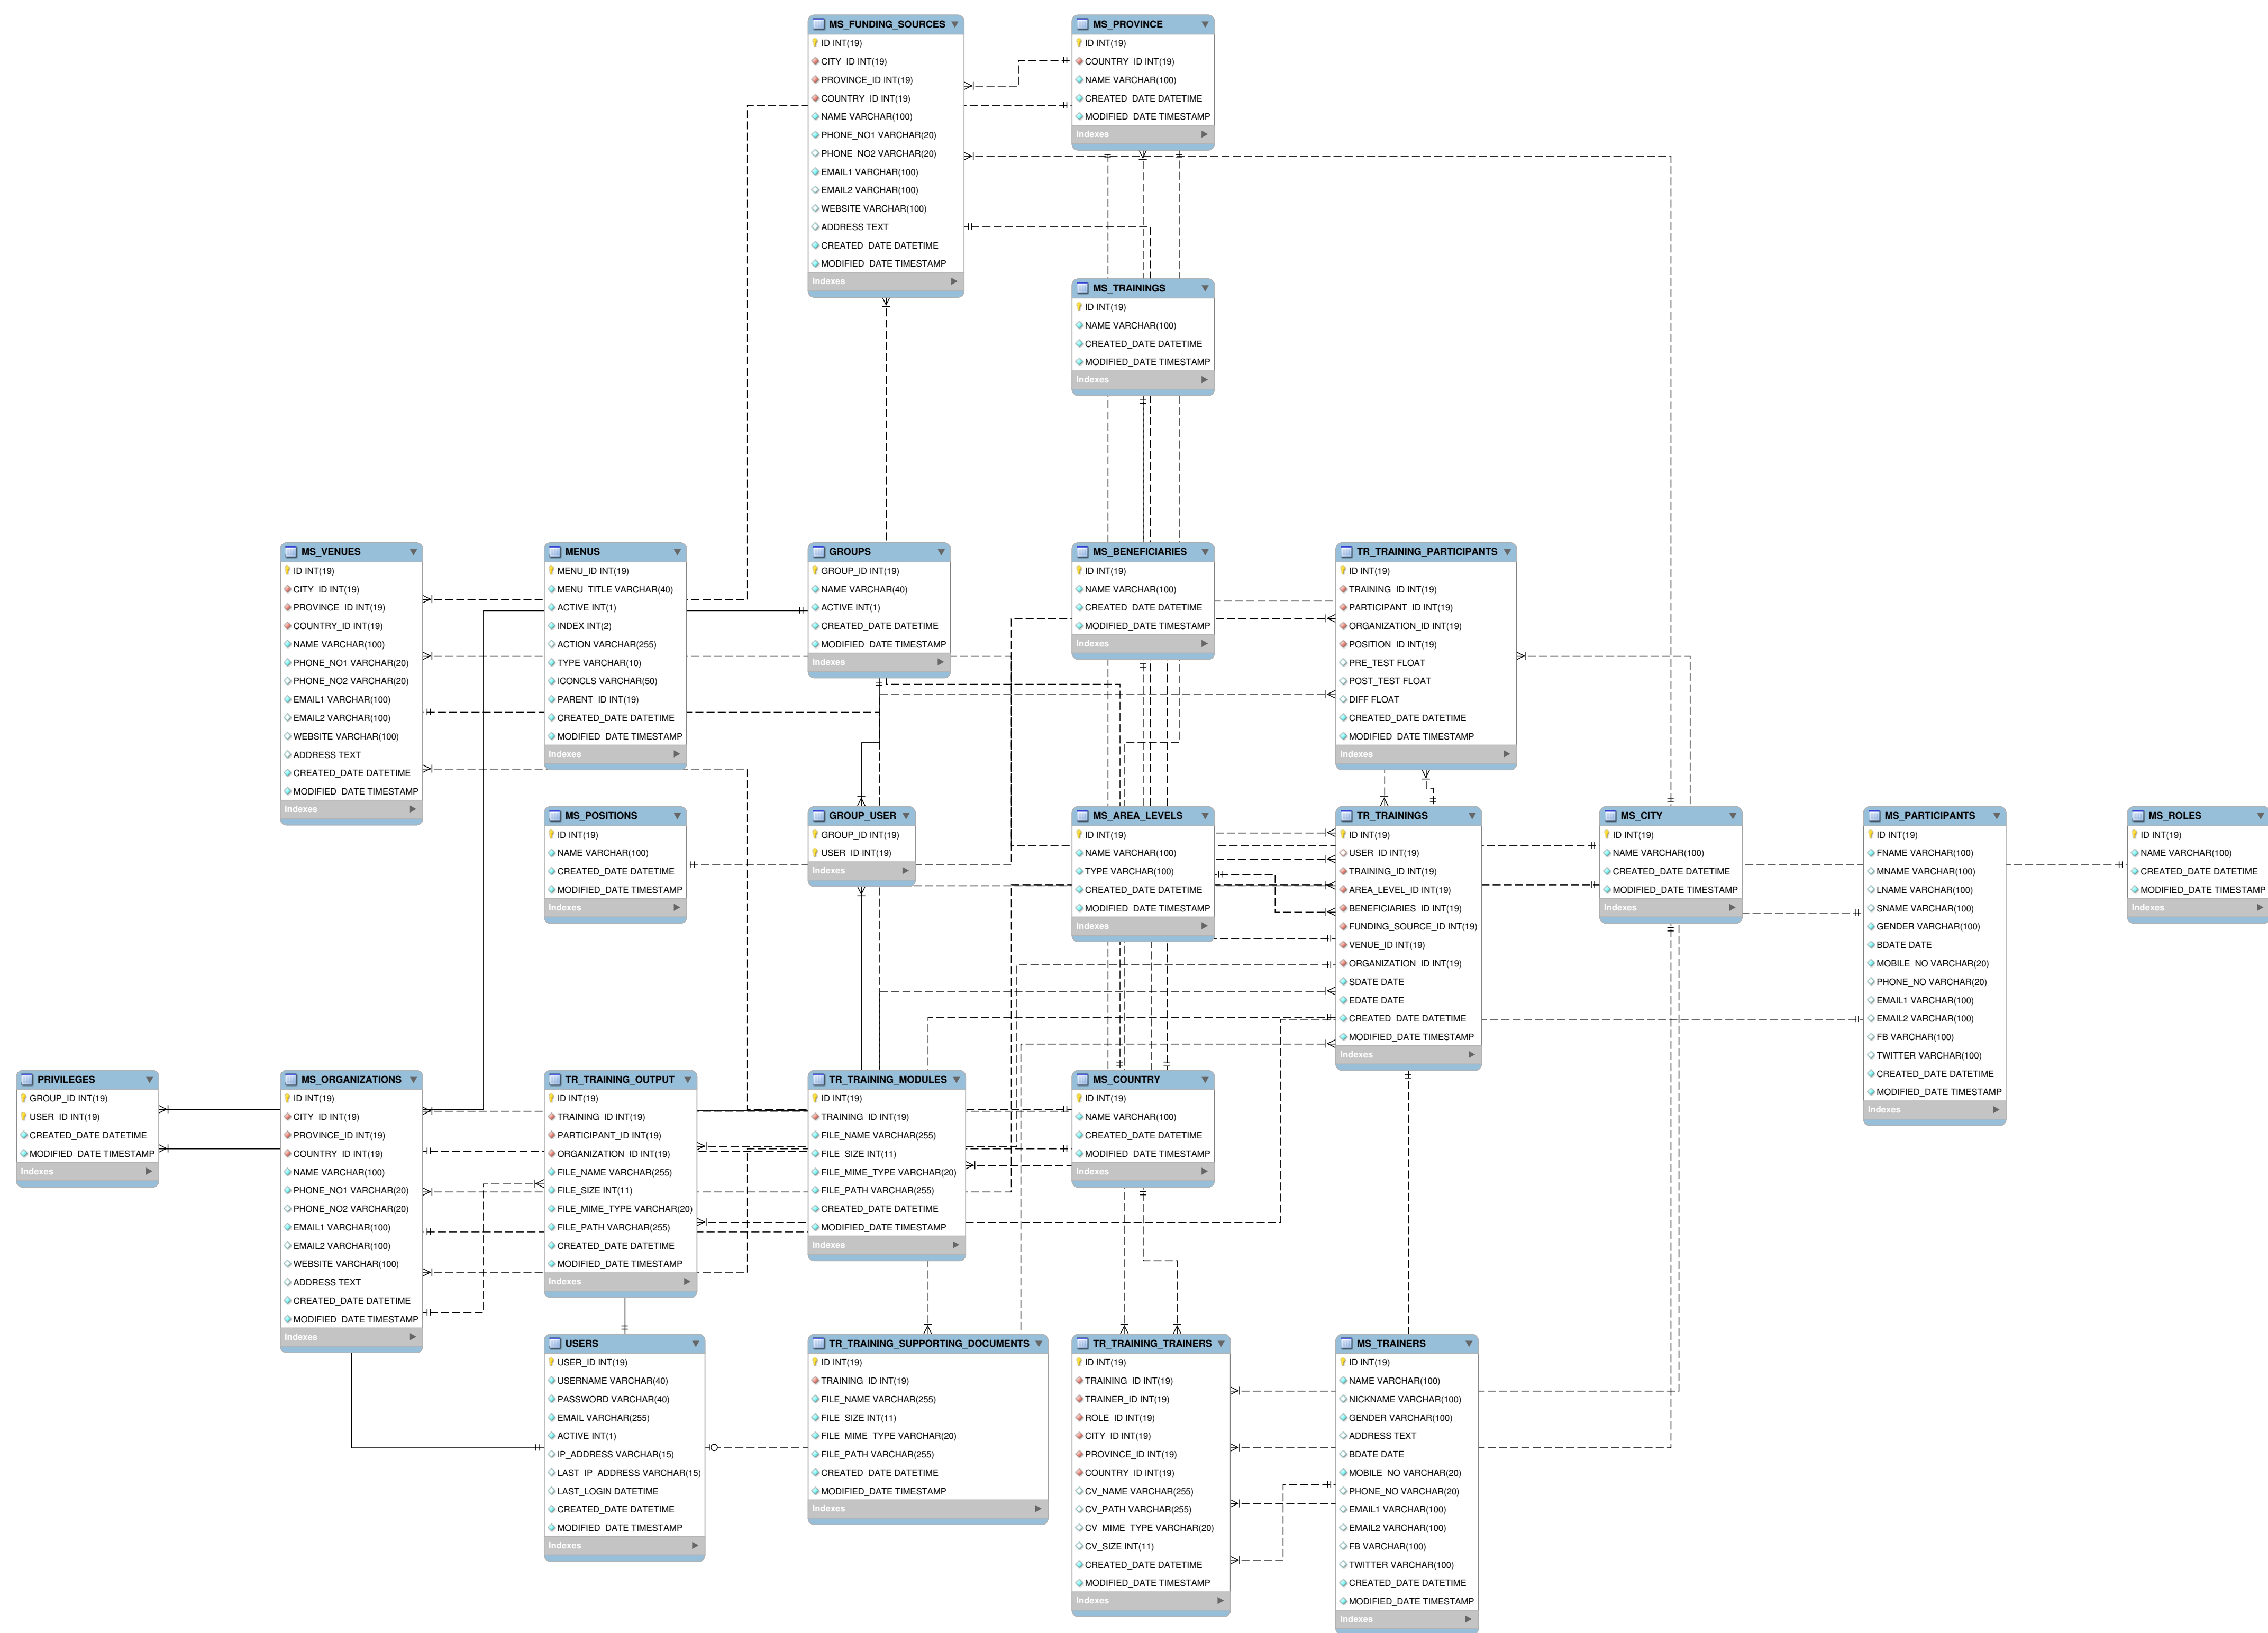 MS_FUNDING_SOURCES
ID INT(19)
CITY_ID INT(19)
PROVINCE_ID INT(19)
COUNTRY_ID INT(19)
NAME VARCHAR(100)
PHONE_NO1 VARCHAR(20)
PHONE_NO2 VARCHAR(20)
EMAIL1 VARCHAR(100)
EMAIL2 VARCHAR(100)
WEBSITE VARCHAR(100)
ADDRESS TEXT
CREATED_DATE DATETIME
MODIFIED_DATE TIMESTAMP
Indexes
MS_PROVINCE
ID INT(19)
COUNTRY_ID INT(19)
NAME VARCHAR(100)
CREATED_DATE DATETIME
MODIFIED_DATE TIMESTAMP
Indexes
MS_TRAININGS
ID INT(19)
NAME VARCHAR(100)
CREATED_DATE DATETIME
MODIFIED_DATE TIMESTAMP
Indexes
MS_VENUES
ID INT(19)
CITY_ID INT(19)
PROVINCE_ID INT(19)
COUNTRY_ID INT(19)
NAME VARCHAR(100)
PHONE_NO1 VARCHAR(20)
PHONE_NO2 VARCHAR(20)
EMAIL1 VARCHAR(100)
EMAIL2 VARCHAR(100)
WEBSITE VARCHAR(100)
ADDRESS TEXT
CREATED_DATE DATETIME
MODIFIED_DATE TIMESTAMP
Indexes
MENUS
MENU_ID INT(19)
MENU_TITLE VARCHAR(40)
ACTIVE INT(1)
INDEX INT(2)
ACTION VARCHAR(255)
TYPE VARCHAR(10)
ICONCLS VARCHAR(50)
PARENT_ID INT(19)
CREATED_DATE DATETIME
MODIFIED_DATE TIMESTAMP
Indexes
GROUPS
GROUP_ID INT(19)
NAME VARCHAR(40)
ACTIVE INT(1)
CREATED_DATE DATETIME
MODIFIED_DATE TIMESTAMP
Indexes
MS_BENEFICIARIES
ID INT(19)
NAME VARCHAR(100)
CREATED_DATE DATETIME
MODIFIED_DATE TIMESTAMP
Indexes
TR_TRAINING_PARTICIPANTS
ID INT(19)
TRAINING_ID INT(19)
PARTICIPANT_ID INT(19)
ORGANIZATION_ID INT(19)
POSITION_ID INT(19)
PRE_TEST FLOAT
POST_TEST FLOAT
DIFF FLOAT
CREATED_DATE DATETIME
MODIFIED_DATE TIMESTAMP
Indexes
MS_POSITIONS
ID INT(19)
NAME VARCHAR(100)
CREATED_DATE DATETIME
MODIFIED_DATE TIMESTAMP
Indexes
GROUP_USER
GROUP_ID INT(19)
USER_ID INT(19)
Indexes
MS_AREA_LEVELS
ID INT(19)
NAME VARCHAR(100)
TYPE VARCHAR(100)
CREATED_DATE DATETIME
MODIFIED_DATE TIMESTAMP
Indexes
TR_TRAININGS
ID INT(19)
USER_ID INT(19)
TRAINING_ID INT(19)
AREA_LEVEL_ID INT(19)
BENEFICIARIES_ID INT(19)
FUNDING_SOURCE_ID INT(19)
VENUE_ID INT(19)
ORGANIZATION_ID INT(19)
SDATE DATE
EDATE DATE
CREATED_DATE DATETIME
MODIFIED_DATE TIMESTAMP
Indexes
MS_CITY
ID INT(19)
NAME VARCHAR(100)
CREATED_DATE DATETIME
MODIFIED_DATE TIMESTAMP
Indexes
MS_PARTICIPANTS
ID INT(19)
FNAME VARCHAR(100)
MNAME VARCHAR(100)
LNAME VARCHAR(100)
SNAME VARCHAR(100)
GENDER VARCHAR(100)
BDATE DATE
MOBILE_NO VARCHAR(20)
PHONE_NO VARCHAR(20)
EMAIL1 VARCHAR(100)
EMAIL2 VARCHAR(100)
FB VARCHAR(100)
TWITTER VARCHAR(100)
CREATED_DATE DATETIME
MODIFIED_DATE TIMESTAMP
Indexes
MS_ROLES
ID INT(19)
NAME VARCHAR(100)
CREATED_DATE DATETIME
MODIFIED_DATE TIMESTAMP
Indexes
PRIVILEGES
GROUP_ID INT(19)
USER_ID INT(19)
CREATED_DATE DATETIME
MODIFIED_DATE TIMESTAMP
Indexes
MS_ORGANIZATIONS
ID INT(19)
CITY_ID INT(19)
PROVINCE_ID INT(19)
COUNTRY_ID INT(19)
NAME VARCHAR(100)
PHONE_NO1 VARCHAR(20)
PHONE_NO2 VARCHAR(20)
EMAIL1 VARCHAR(100)
EMAIL2 VARCHAR(100)
WEBSITE VARCHAR(100)
ADDRESS TEXT
CREATED_DATE DATETIME
MODIFIED_DATE TIMESTAMP
Indexes
TR_TRAINING_OUTPUT
ID INT(19)
TRAINING_ID INT(19)
PARTICIPANT_ID INT(19)
ORGANIZATION_ID INT(19)
FILE_NAME VARCHAR(255)
FILE_SIZE INT(11)
FILE_MIME_TYPE VARCHAR(20)
FILE_PATH VARCHAR(255)
CREATED_DATE DATETIME
MODIFIED_DATE TIMESTAMP
Indexes
TR_TRAINING_MODULES
ID INT(19)
TRAINING_ID INT(19)
FILE_NAME VARCHAR(255)
FILE_SIZE INT(11)
FILE_MIME_TYPE VARCHAR(20)
FILE_PATH VARCHAR(255)
CREATED_DATE DATETIME
MODIFIED_DATE TIMESTAMP
Indexes
MS_COUNTRY
ID INT(19)
NAME VARCHAR(100)
CREATED_DATE DATETIME
MODIFIED_DATE TIMESTAMP
Indexes
USERS
USER_ID INT(19)
USERNAME VARCHAR(40)
PASSWORD VARCHAR(40)
EMAIL VARCHAR(255)
ACTIVE INT(1)
IP_ADDRESS VARCHAR(15)
LAST_IP_ADDRESS VARCHAR(15)
LAST_LOGIN DATETIME
CREATED_DATE DATETIME
MODIFIED_DATE TIMESTAMP
Indexes
TR_TRAINING_SUPPORTING_DOCUMENTS
ID INT(19)
TRAINING_ID INT(19)
FILE_NAME VARCHAR(255)
FILE_SIZE INT(11)
FILE_MIME_TYPE VARCHAR(20)
FILE_PATH VARCHAR(255)
CREATED_DATE DATETIME
MODIFIED_DATE TIMESTAMP
Indexes
TR_TRAINING_TRAINERS
ID INT(19)
TRAINING_ID INT(19)
TRAINER_ID INT(19)
ROLE_ID INT(19)
CITY_ID INT(19)
PROVINCE_ID INT(19)
COUNTRY_ID INT(19)
CV_NAME VARCHAR(255)
CV_PATH VARCHAR(255)
CV_MIME_TYPE VARCHAR(20)
CV_SIZE INT(11)
CREATED_DATE DATETIME
MODIFIED_DATE TIMESTAMP
Indexes
MS_TRAINERS
ID INT(19)
NAME VARCHAR(100)
NICKNAME VARCHAR(100)
GENDER VARCHAR(100)
ADDRESS TEXT
BDATE DATE
MOBILE_NO VARCHAR(20)
PHONE_NO VARCHAR(20)
EMAIL1 VARCHAR(100)
EMAIL2 VARCHAR(100)
FB VARCHAR(100)
TWITTER VARCHAR(100)
CREATED_DATE DATETIME
MODIFIED_DATE TIMESTAMP
Indexes